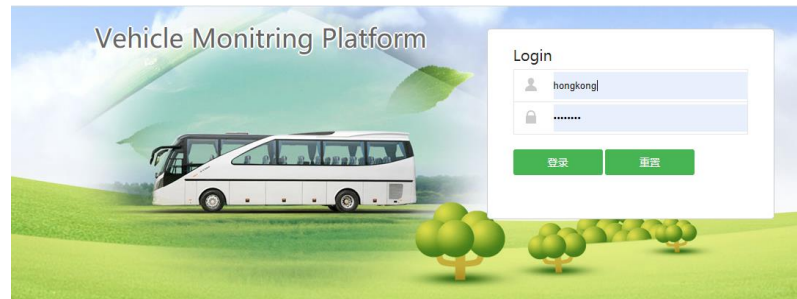 Vehicle Monitring Platform
Login
hongkong
••••••••
登录 重置